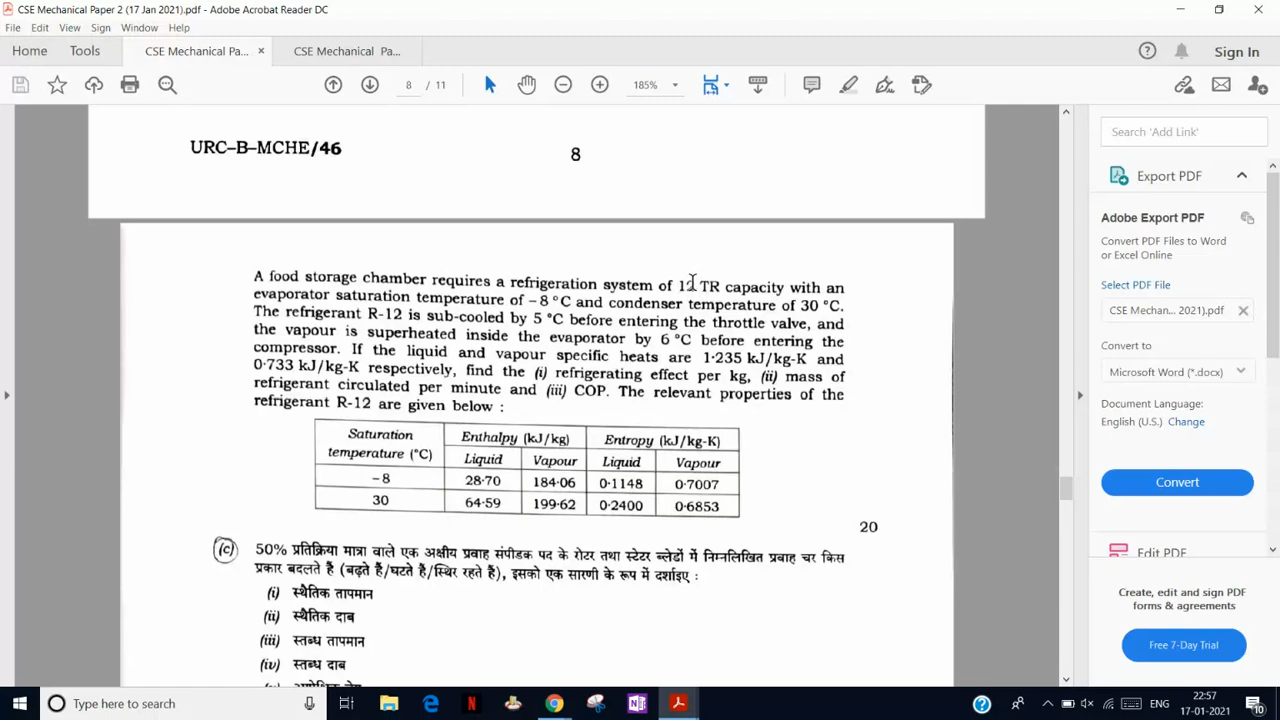 CSE Mechanical Paper 2 (17 Jan 2021).pdf - Adobe Acrobat Reader DC
File Edit View Sign Window Help
Home Tools CSE Mechanical Pa... × CSE Mechanical Pa... Sign In
8 / 11 185%
URC–B–MCHE/46 8
A food storage chamber requires a refrigeration system of 12 TR capacity with an
evaporator saturation temperature of –8 °C and condenser temperature of 30 °C.
The refrigerant R-12 is sub-cooled by 5 °C before entering the throttle valve, and
the vapour is superheated inside the evaporator by 6 °C before entering the
compressor. If the liquid and vapour specific heats are 1·235 kJ/kg-K and
0·733 kJ/kg-K respectively, find the (i) refrigerating effect per kg, (ii) mass of
refrigerant circulated per minute and (iii) COP. The relevant properties of the
refrigerant R-12 are given below :
Saturation temperature (°C) Enthalpy (kJ/kg) Entropy (kJ/kg-K)
Liquid Vapour Liquid Vapour
–8 28·70 184·06 0·1148 0·7007
30 64·59 199·62 0·2400 0·6853
20
(c) 50% प्रतिक्रिया मात्रा वाले एक अक्षीय प्रवाह संपीडक पद के रोटर तथा स्टेटर ब्लेडों में निम्नलिखित प्रवाह चर किस
प्रकार बदलते हैं (बढ़ते हैं/घटते हैं/स्थिर रहते हैं), इसको एक सारणी के रूप में दर्शाइए :
(i) स्थैतिक तापमान
(ii) स्थैतिक दाब
(iii) स्तब्ध तापमान
(iv) स्तब्ध दाब
Search 'Add Link'
Export PDF
Adobe Export PDF
Convert PDF Files to Word
or Excel Online
Select PDF File
CSE Mechan... 2021).pdf
Convert to
Microsoft Word (*.docx)
Document Language:
English (U.S.) Change
Convert
Edit PDF
Create, edit and sign PDF
forms & agreements
Free 7-Day Trial
Type here to search
ENG
22:57
17-01-2021